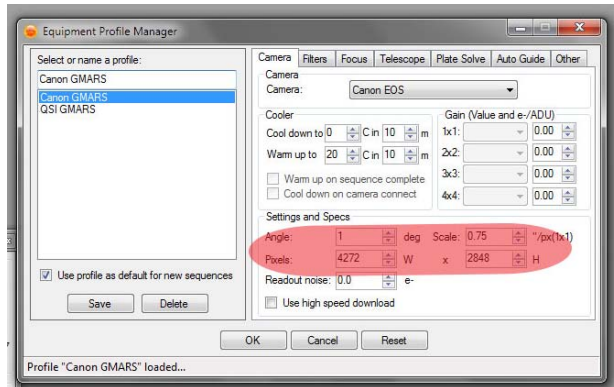 Equipment Profile Manager
Select or name a profile:
Canon GMARS
Canon GMARS
QSI GMARS
Use profile as default for new sequences
Save Delete
Camera Filters Focus Telescope Plate Solve Auto Guide Other
Camera
Camera: Canon EOS
Cooler
Cool down to 0 C in 10 m
Warm up to 20 C in 10 m
Warm up on sequence complete
Cool down on camera connect
Gain (Value and e-/ADU)
1x1: 0.00
2x2: 0.00
3x3: 0.00
4x4: 0.00
Settings and Specs
Angle: 1 deg Scale: 0.75 "/px(1x1)
Pixels: 4272 W x 2848 H
Readout noise: 0.0 e-
Use high speed download
OK Cancel Reset
Profile "Canon GMARS" loaded...